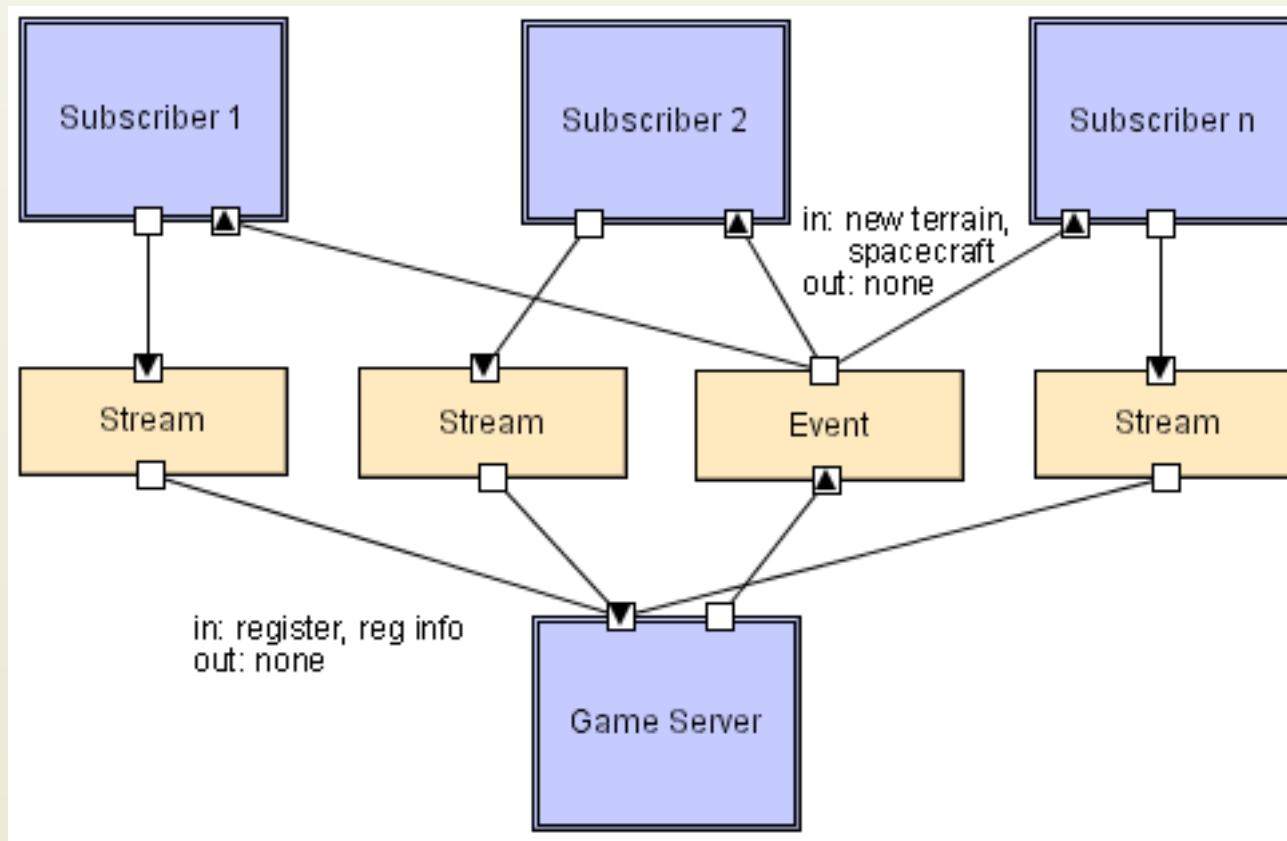 Subscriber 1
Subscriber 2
Subscriber n
in: new terrain,
spacecraft
out: none
Stream
Stream
Event
Stream
in: register, reg info
out: none
Game Server